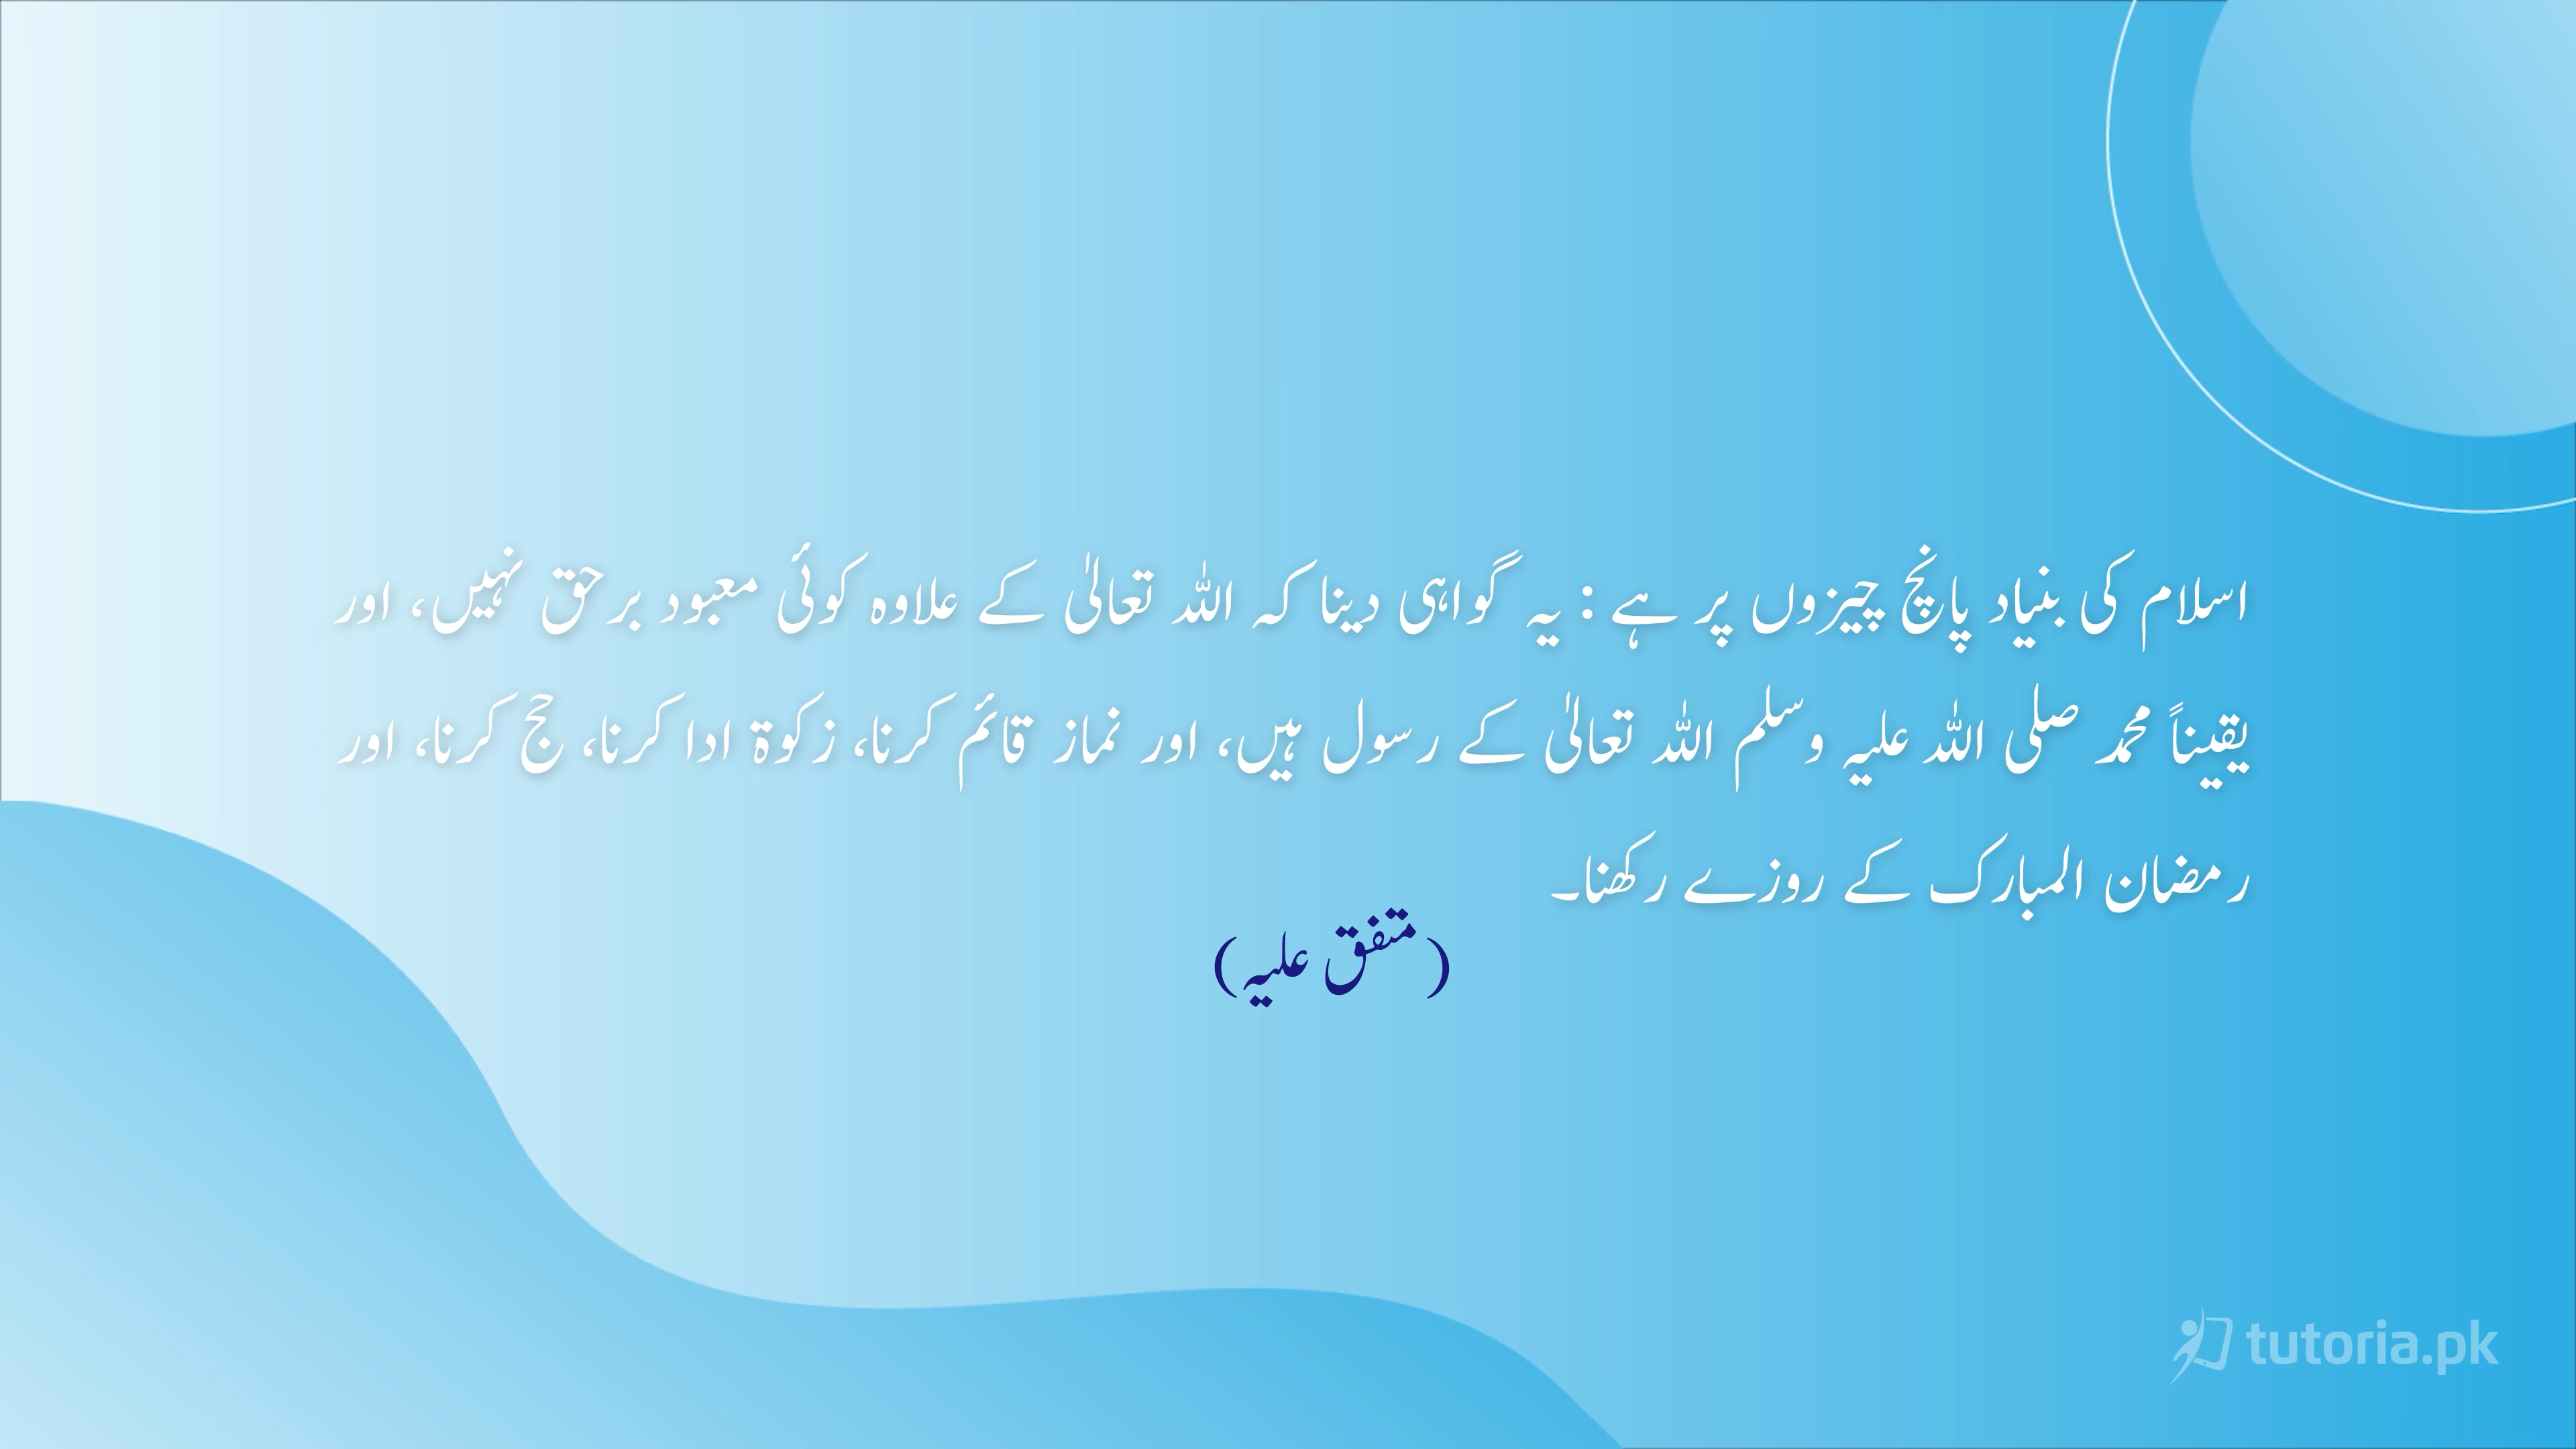 اسلام کی بنیاد پانچ چیزوں پر ہے : یہ گواہی دینا کہ اللہ تعالیٰ کے علاوہ کوئی معبود برحق نہیں، اور
یقیناً محمد صلی اللہ علیہ وسلم اللہ تعالیٰ کے رسول ہیں، اور نماز قائم کرنا، زکوۃ ادا کرنا، حج کرنا، اور
رمضان المبارک کے روزے رکھنا۔
(متفق علیہ)
tutoria.pk